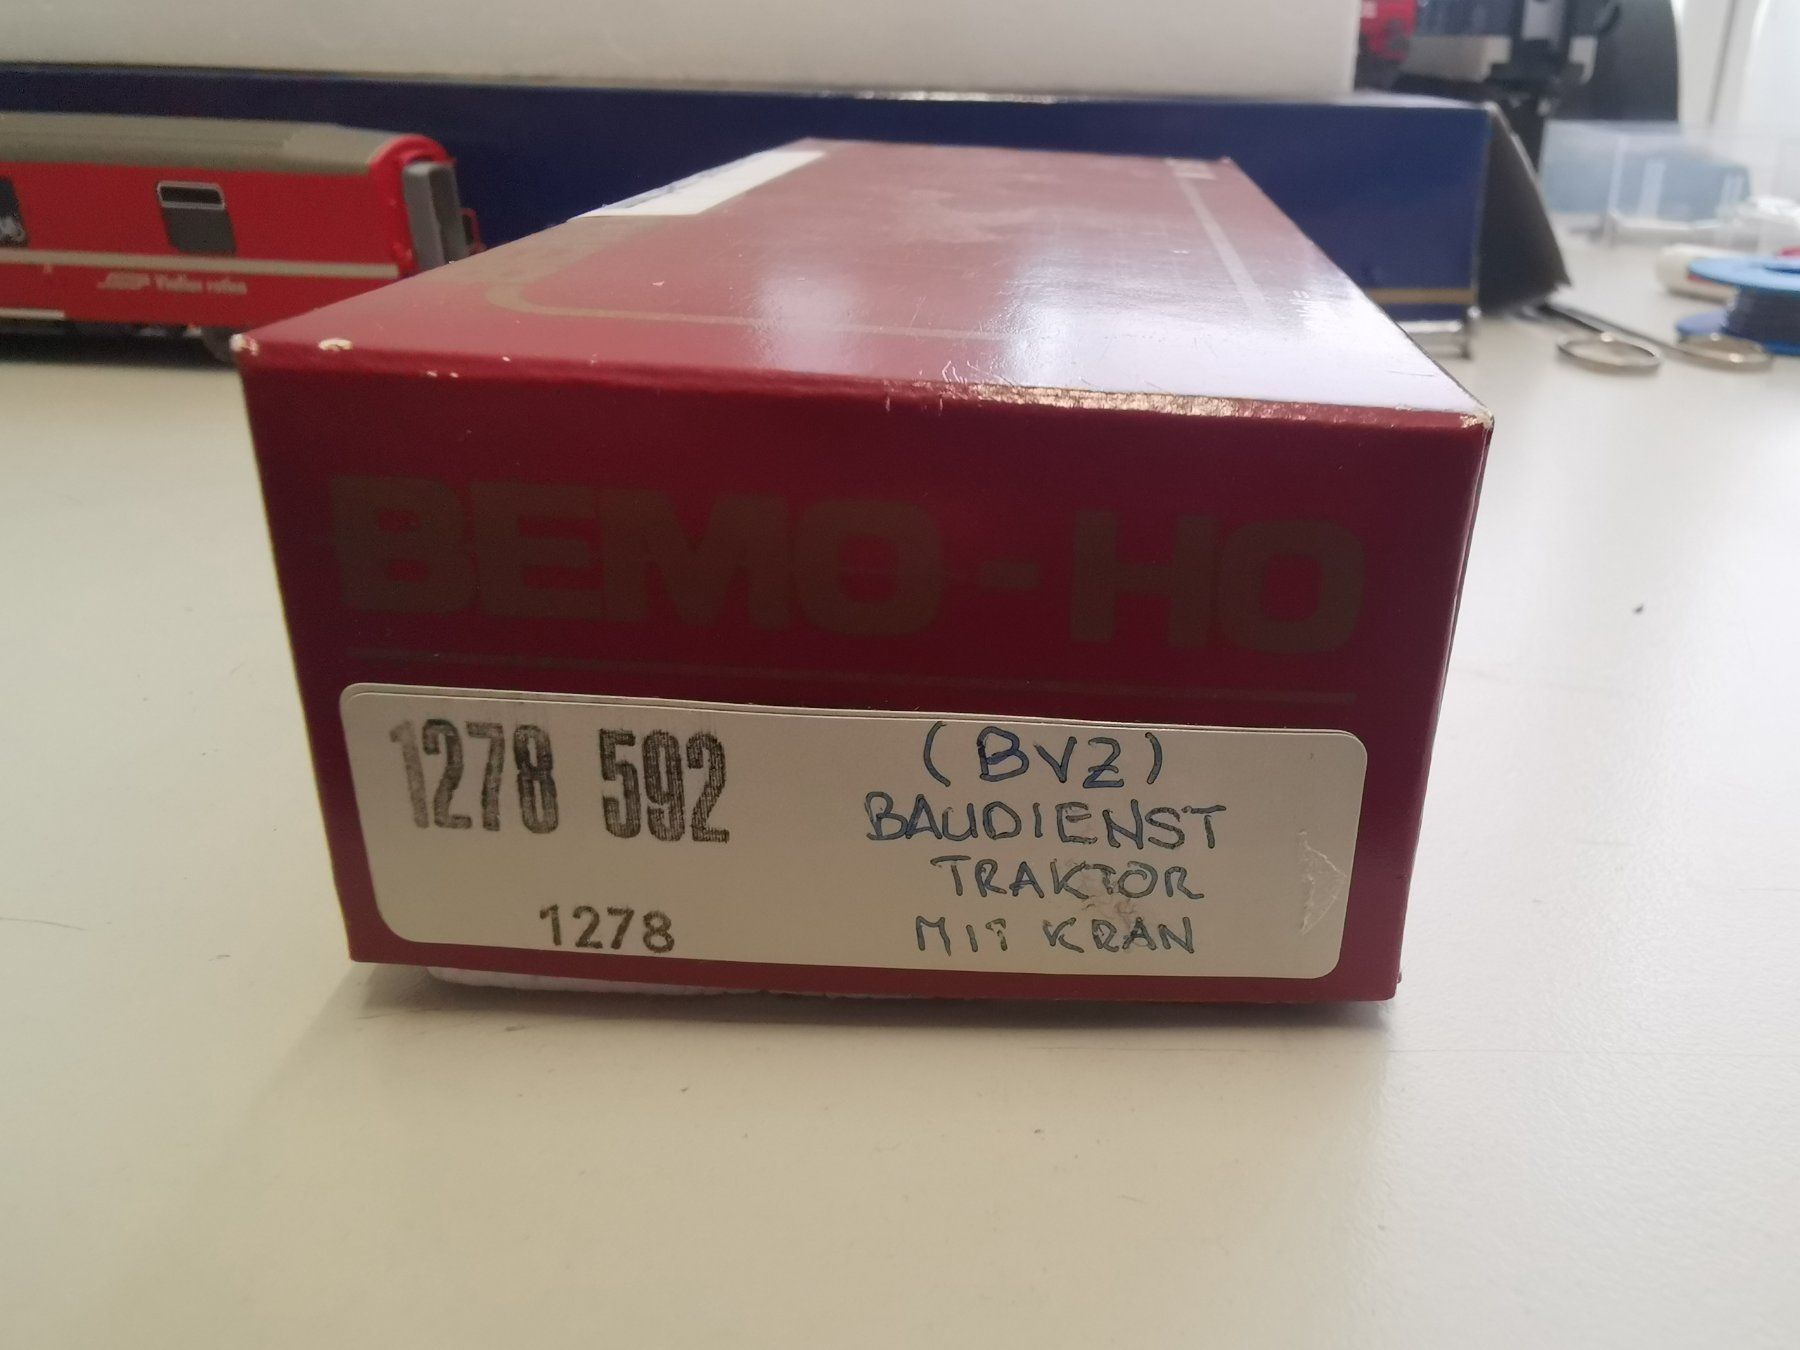 BEMO-HO
1278 592
1278
(BVZ)
BAUDIENST
TRAKTOR
MIT KRAN